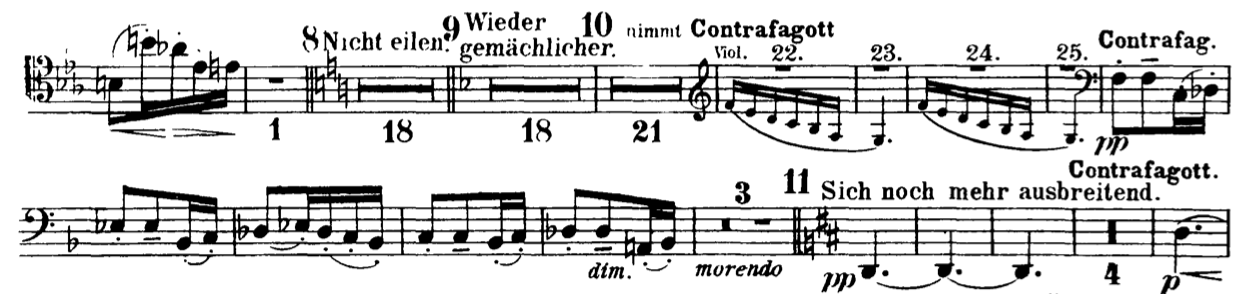 8 Nicht eilen. 9 Wieder gemächlicher. 10 nimmt Contrafagott
Viol. 22. 23. 24. 25. Contrafag.
1 18 18 21 pp
3 11 Sich noch mehr ausbreitend. Contrafagott.
dim. morendo pp 4 p